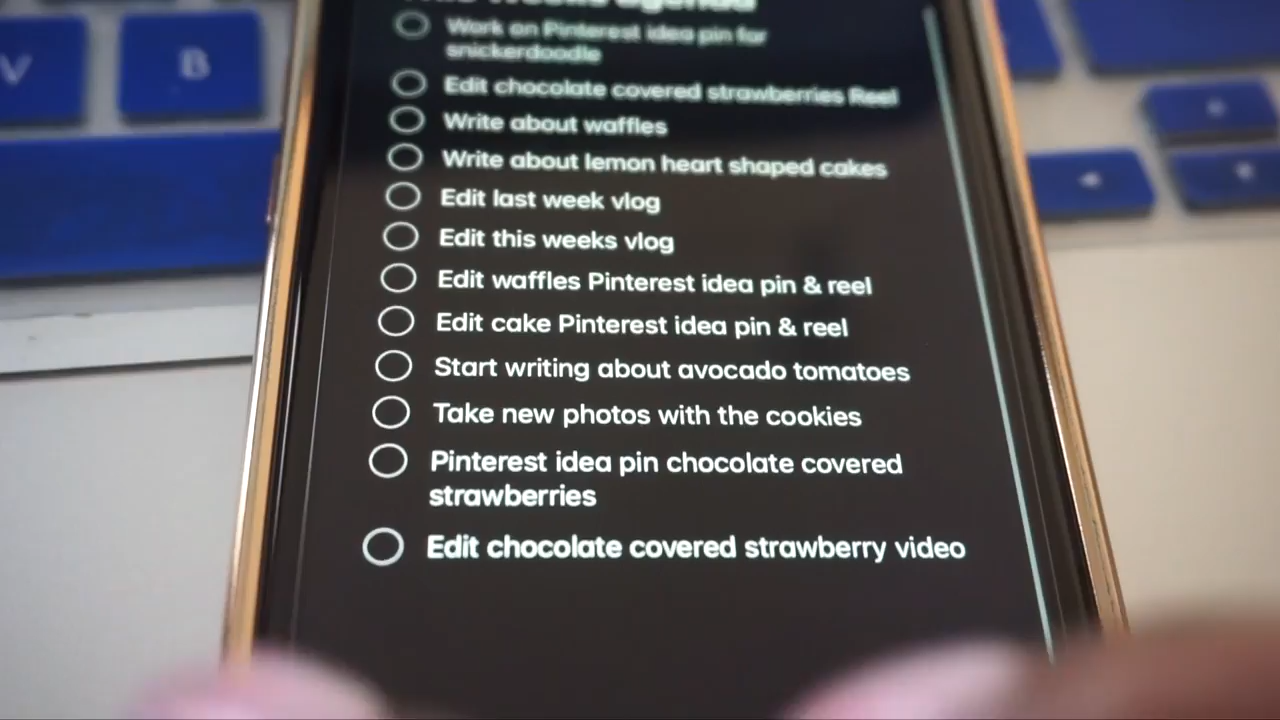 This Weeks agenda
Work on Pinterest idea pin for
snickerdoodle
Edit chocolate covered strawberries Reel
Write about waffles
Write about lemon heart shaped cakes
Edit last week vlog
Edit this weeks vlog
Edit waffles Pinterest idea pin & reel
Edit cake Pinterest idea pin & reel
Start writing about avocado tomatoes
Take new photos with the cookies
Pinterest idea pin chocolate covered
strawberries
Edit chocolate covered strawberry video
V
B